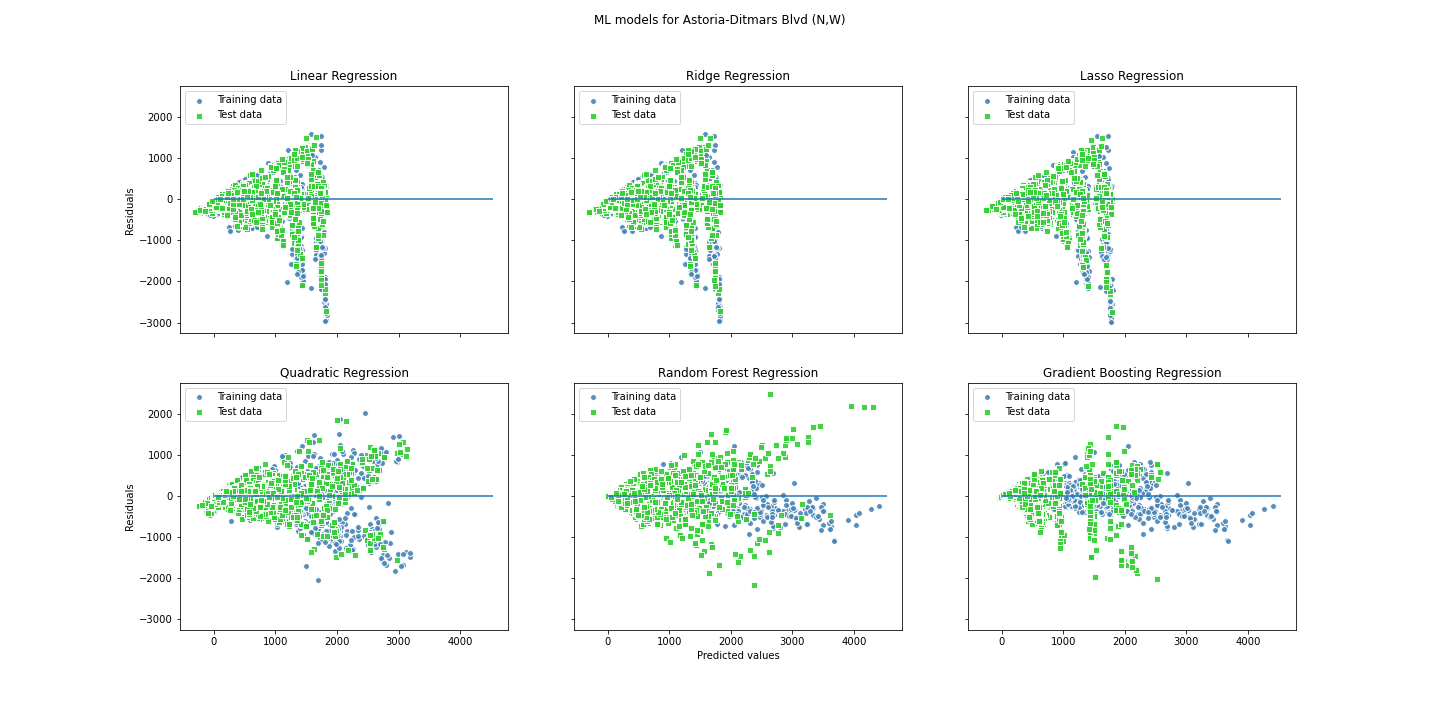 ML models for Astoria-Ditmars Blvd (N,W)
Linear Regression
Training data
Test data
2000
1000
0
−1000
−2000
−3000
Residuals
Ridge Regression
Training data
Test data
Lasso Regression
Training data
Test data
Quadratic Regression
Training data
Test data
2000
1000
0
−1000
−2000
−3000
Residuals
0 1000 2000 3000 4000
Random Forest Regression
Training data
Test data
0 1000 2000 3000 4000
Predicted values
Gradient Boosting Regression
Training data
Test data
0 1000 2000 3000 4000